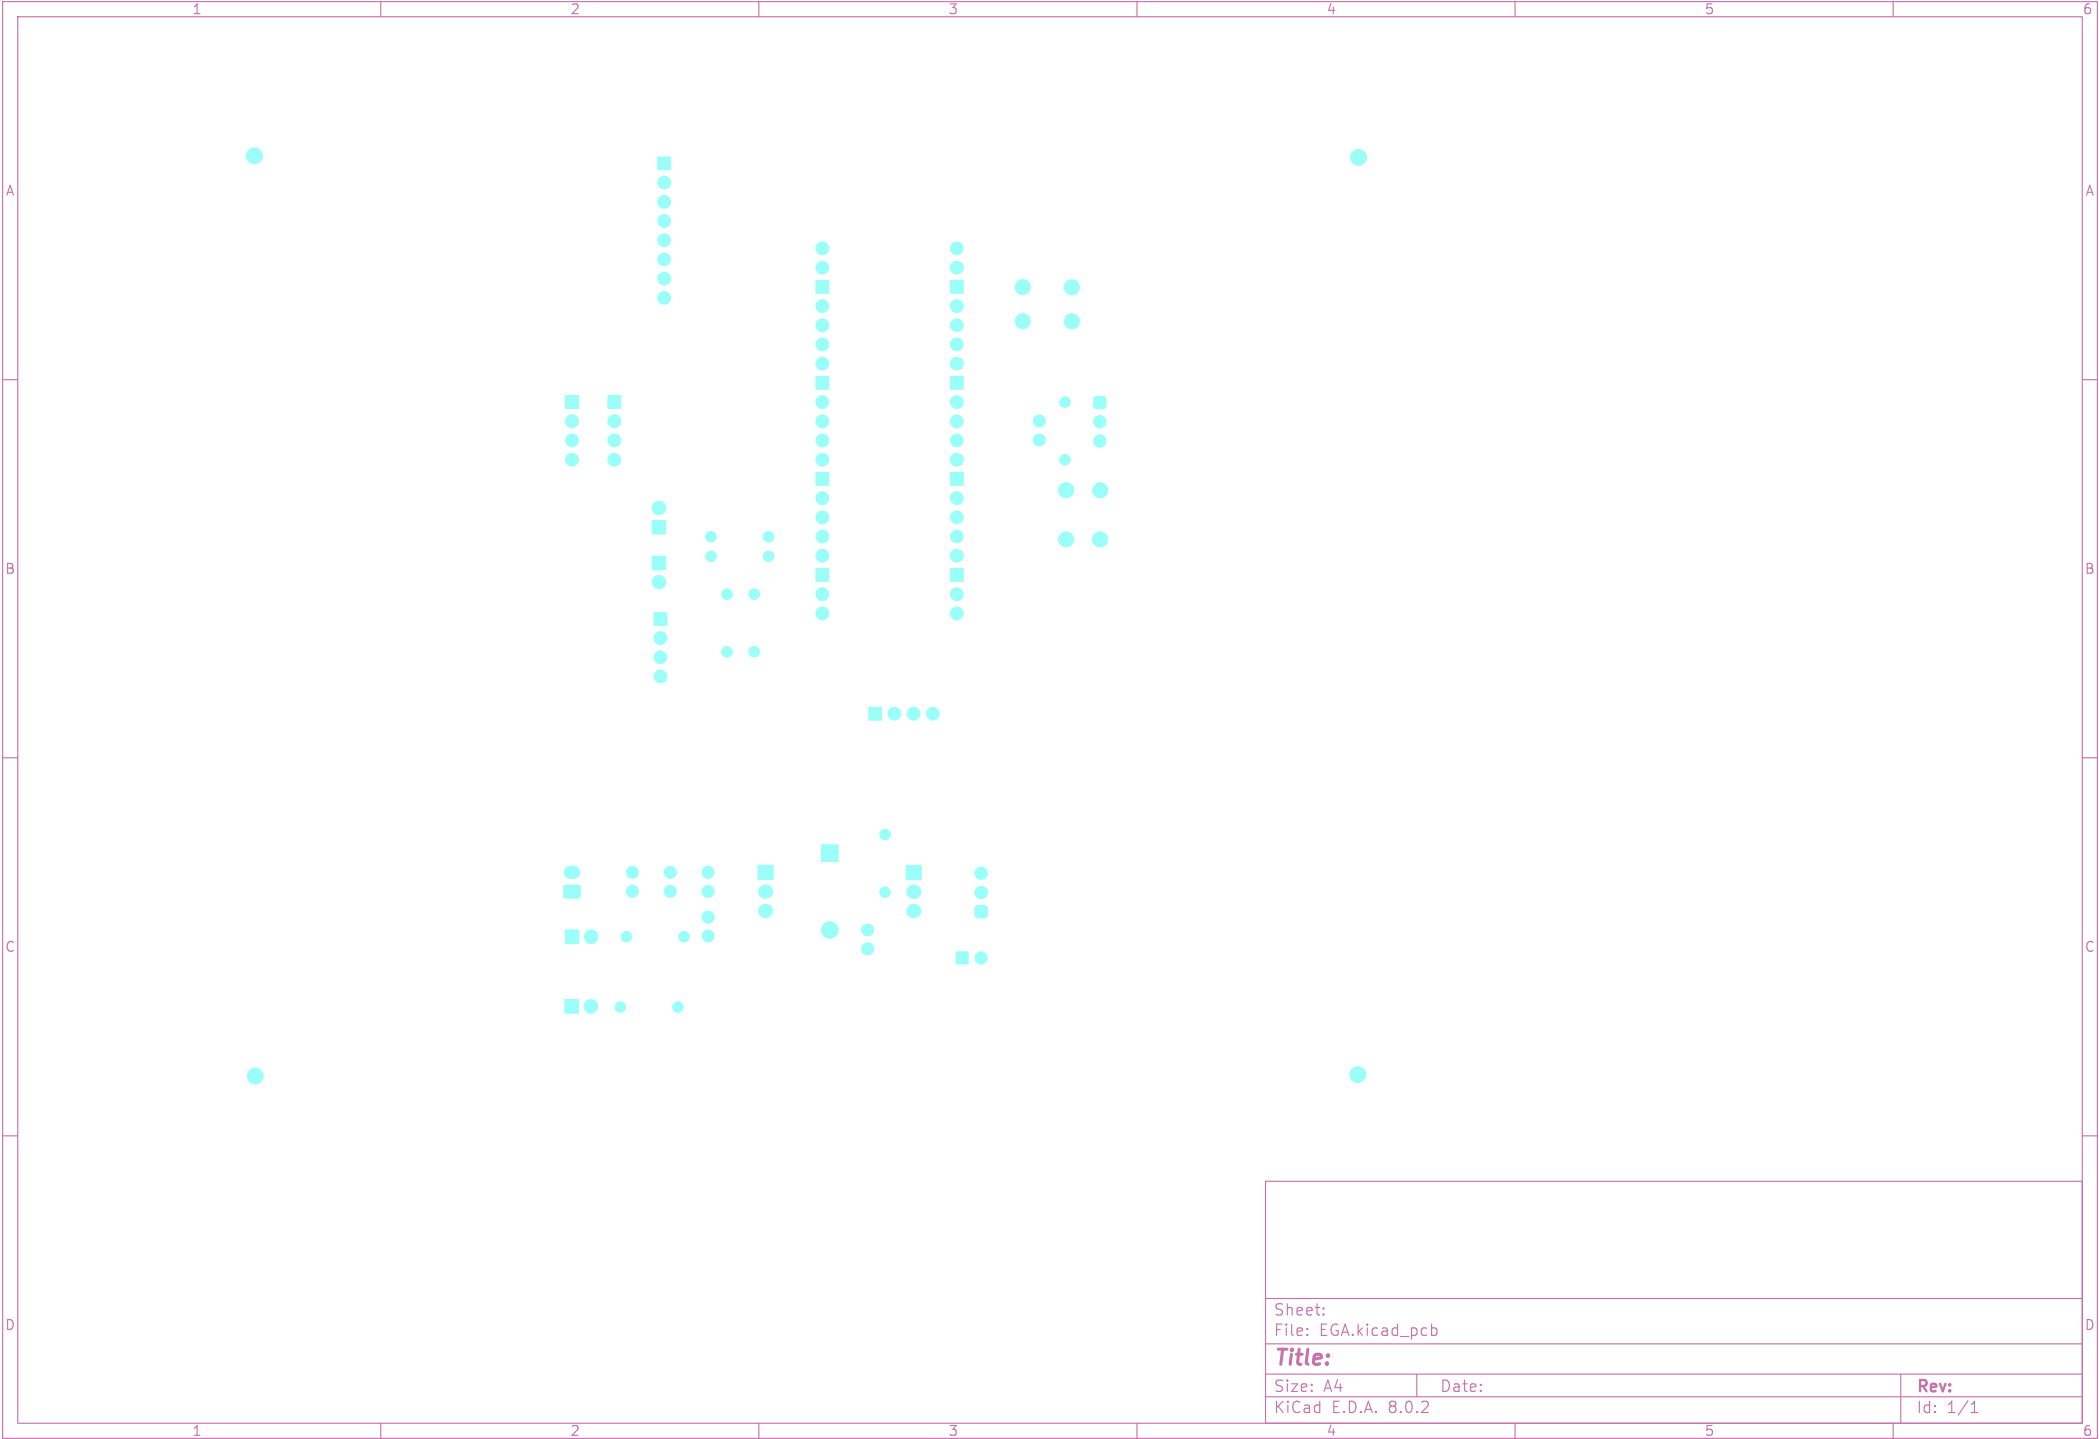 1 2 3 4 5 6
A A
B B
C C
D D
Sheet:
File: EGA.kicad_pcb
Title:
Size: A4 Date: Rev:
KiCad E.D.A. 8.0.2 Id: 1/1
1 2 3 4 5 6